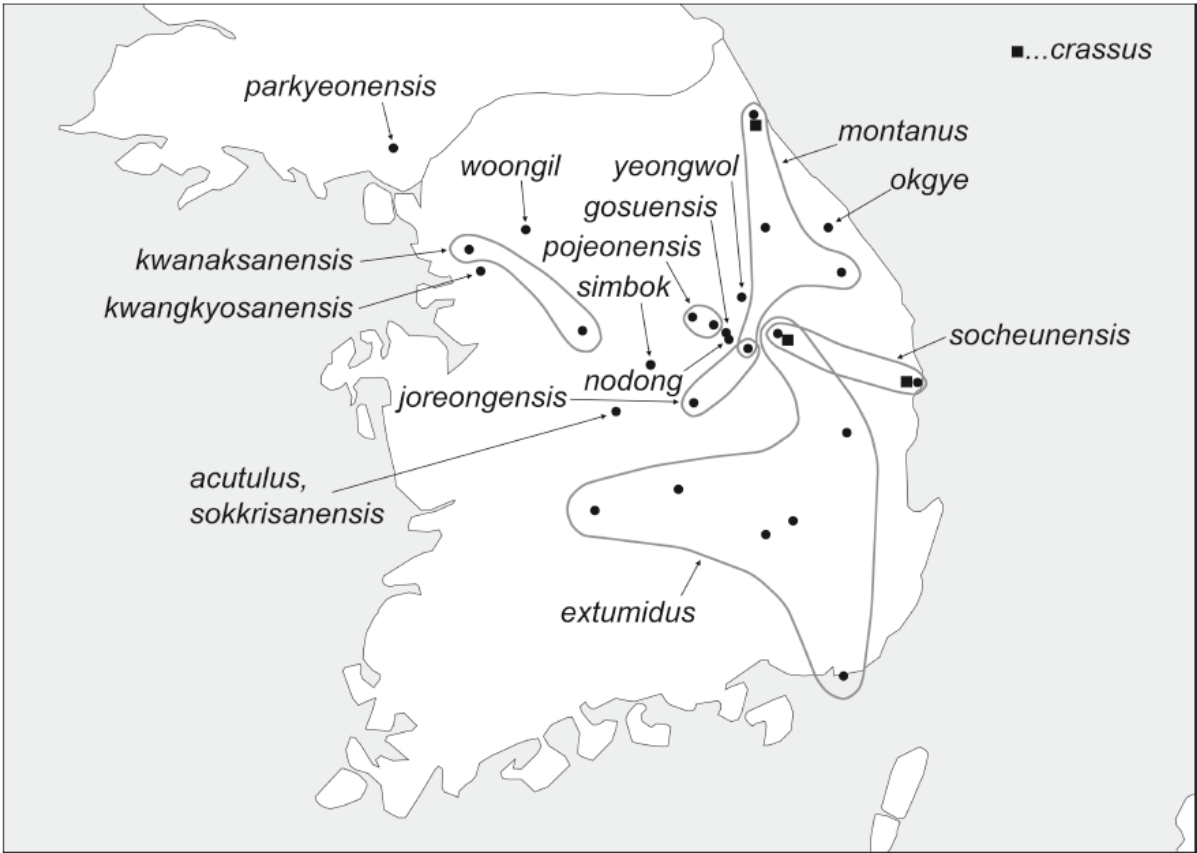 ■...crassus
parkyeonensis
montanus
woongil
yeongwol
okgye
gosuensis
pojeonensis
kwanaksanensis
simbok
kwangkyosanensis
socheunensis
nodong
joreongensis
acutulus,
sokkrisanensis
extumidus